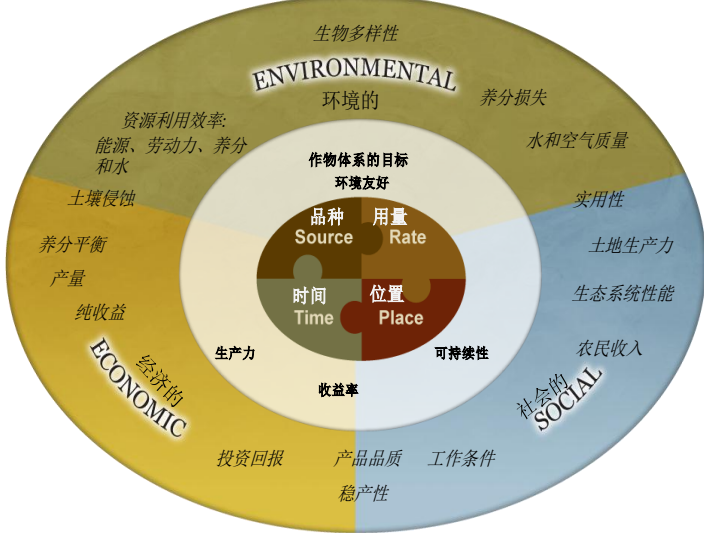 生物多样性
ENVIRONMENTAL
环境的
养分损失
资源利用效率:
能源、劳动力、养分
和水
水和空气质量
作物体系的目标
环境友好
土壤侵蚀
实用性
品种 用量
Source Rate
养分平衡
土地生产力
产量
生态系统性能
时间 位置
Time Place
纯收益
生产力
可持续性
农民收入
经济的
ECONOMIC
收益率
社会的
SOCIAL
投资回报
产品品质
工作条件
稳产性